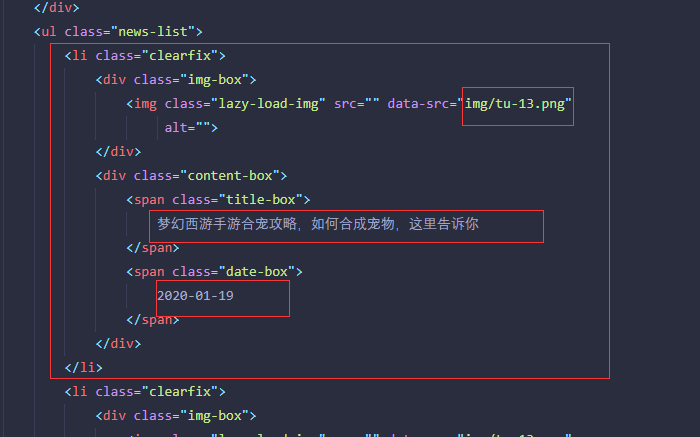 </div>
<ul class="news-list">
<li class="clearfix">
<div class="img-box">
<img class="lazy-load-img" src="" data-src="img/tu-13.png"
alt="">
</div>
<div class="content-box">
<span class="title-box">
梦幻西游手游合宠攻略，如何合成宠物，这里告诉你
</span>
<span class="date-box">
2020-01-19
</span>
</div>
</li>
<li class="clearfix">
<div class="img-box">